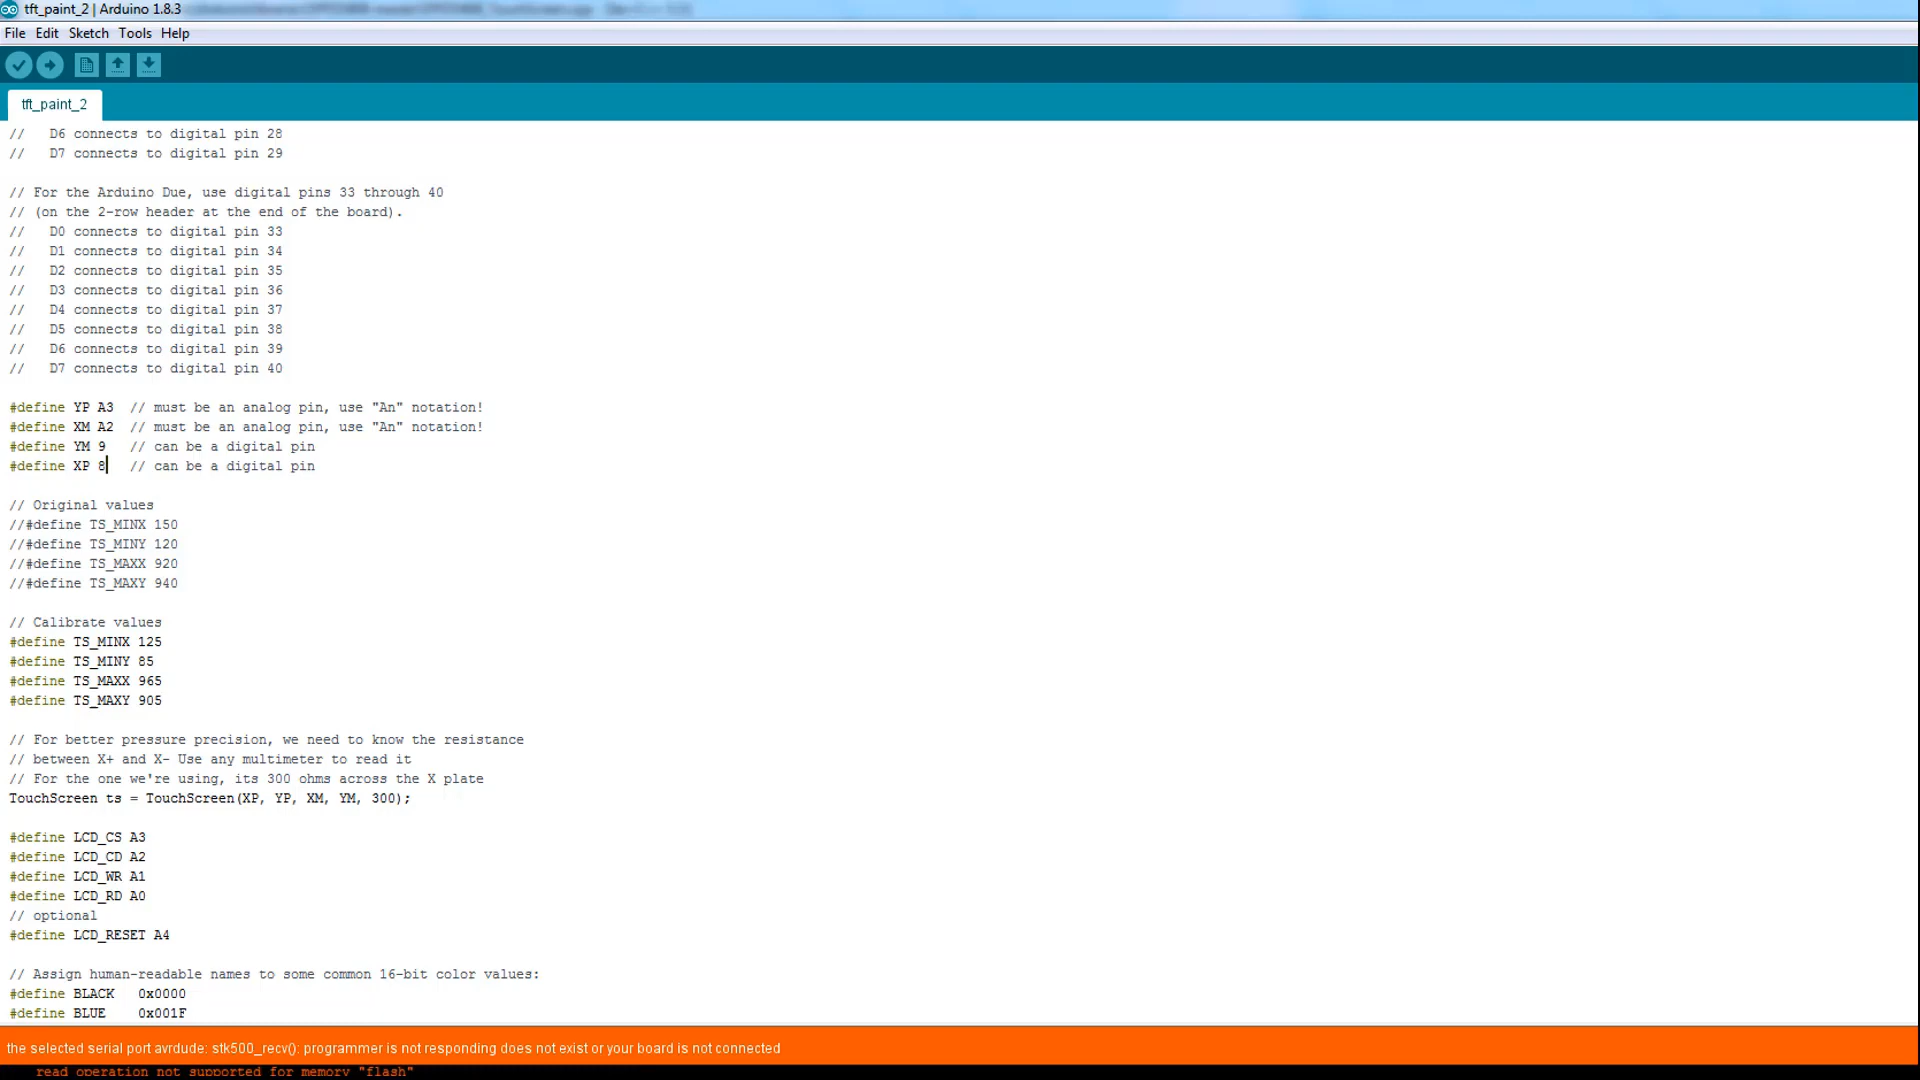 tft_paint_2 | Arduino 1.8.3
File Edit Sketch Tools Help
tft_paint_2
//   D6 connects to digital pin 28
//   D7 connects to digital pin 29
// For the Arduino Due, use digital pins 33 through 40
// (on the 2-row header at the end of the board).
//   D0 connects to digital pin 33
//   D1 connects to digital pin 34
//   D2 connects to digital pin 35
//   D3 connects to digital pin 36
//   D4 connects to digital pin 37
//   D5 connects to digital pin 38
//   D6 connects to digital pin 39
//   D7 connects to digital pin 40
#define YP A3  // must be an analog pin, use "An" notation!
#define XM A2  // must be an analog pin, use "An" notation!
#define YM 9   // can be a digital pin
#define XP 8   // can be a digital pin
// Original values
//#define TS_MINX 150
//#define TS_MINY 120
//#define TS_MAXX 920
//#define TS_MAXY 940
// Calibrate values
#define TS_MINX 125
#define TS_MINY 85
#define TS_MAXX 965
#define TS_MAXY 905
// For better pressure precision, we need to know the resistance
// between X+ and X- Use any multimeter to read it
// For the one we're using, its 300 ohms across the X plate
TouchScreen ts = TouchScreen(XP, YP, XM, YM, 300);
#define LCD_CS A3
#define LCD_CD A2
#define LCD_WR A1
#define LCD_RD A0
// optional
#define LCD_RESET A4
// Assign human-readable names to some common 16-bit color values:
#define BLACK   0x0000
#define BLUE    0x001F
the selected serial port avrdude: stk500_recv(): programmer is not responding does not exist or your board is not connected
read operation not supported for memory "flash"